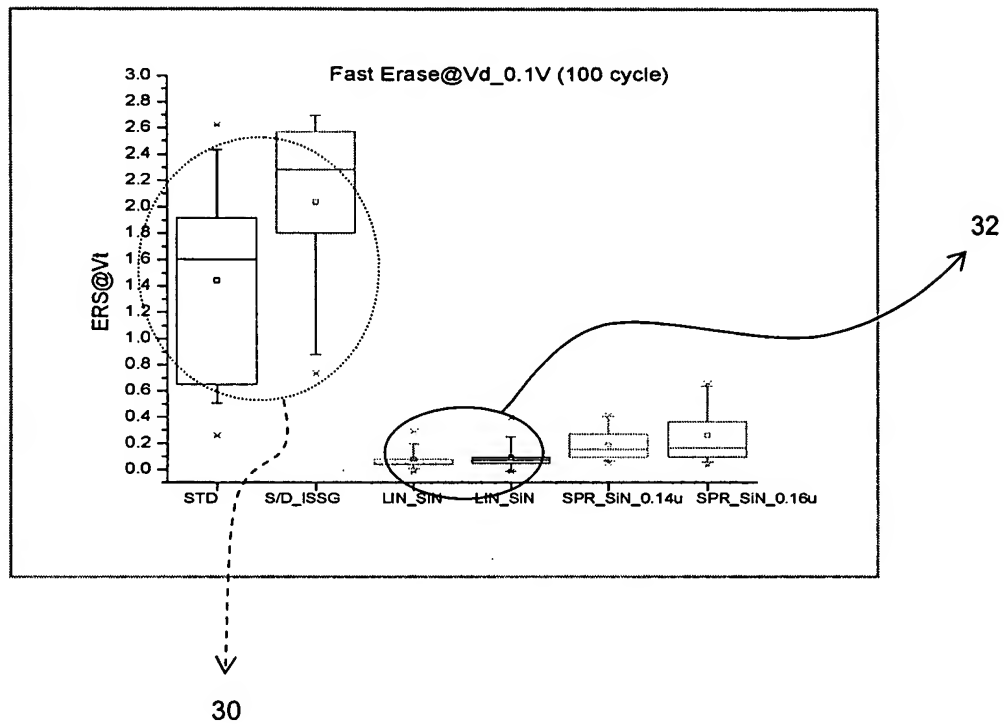 Fast Erase@Vd_0.1V (100 cycle)
3.0
2.8
2.6
2.4
2.2
2.0
1.8
1.6
1.4
1.2
1.0
0.8
0.6
0.4
0.2
0.0
ERS@Vt
32
STD
S/D_ISSG
LIN_SiN
LIN_SiN
SPR_SiN_0.14u
SPR_SiN_0.16u
30